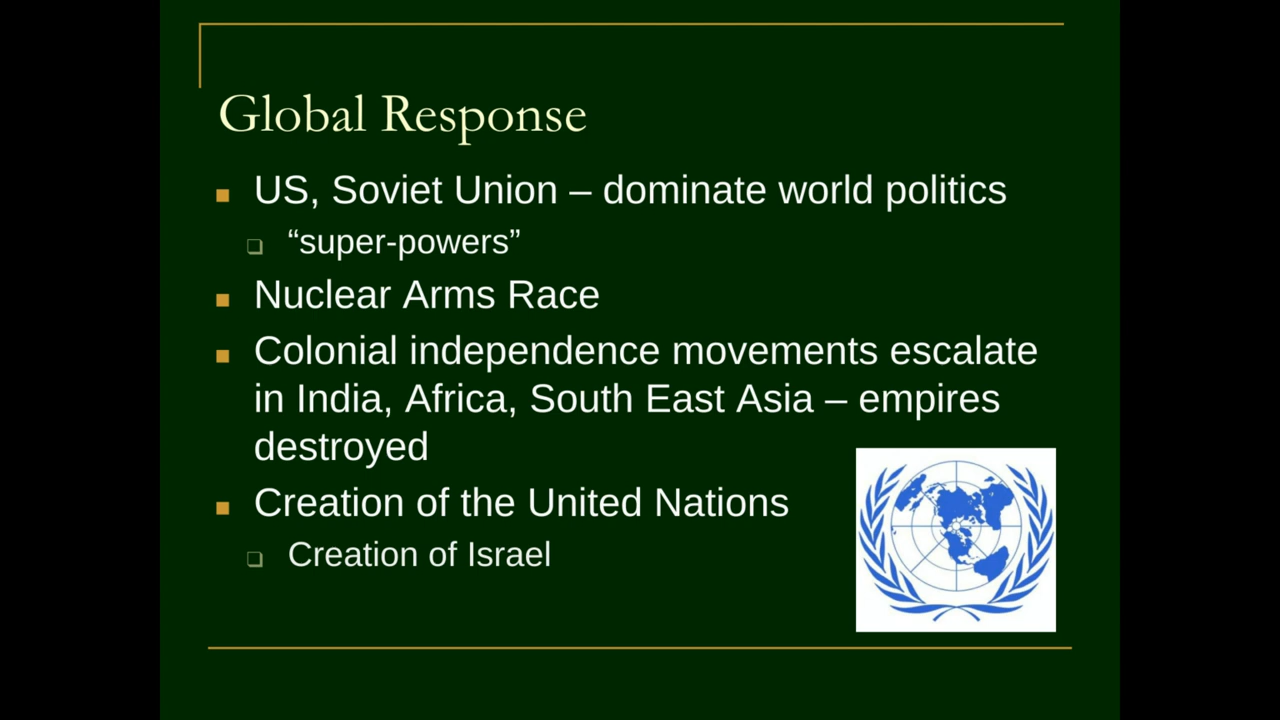 Global Response
US, Soviet Union – dominate world politics
“super-powers”
Nuclear Arms Race
Colonial independence movements escalate
in India, Africa, South East Asia – empires
destroyed
Creation of the United Nations
Creation of Israel